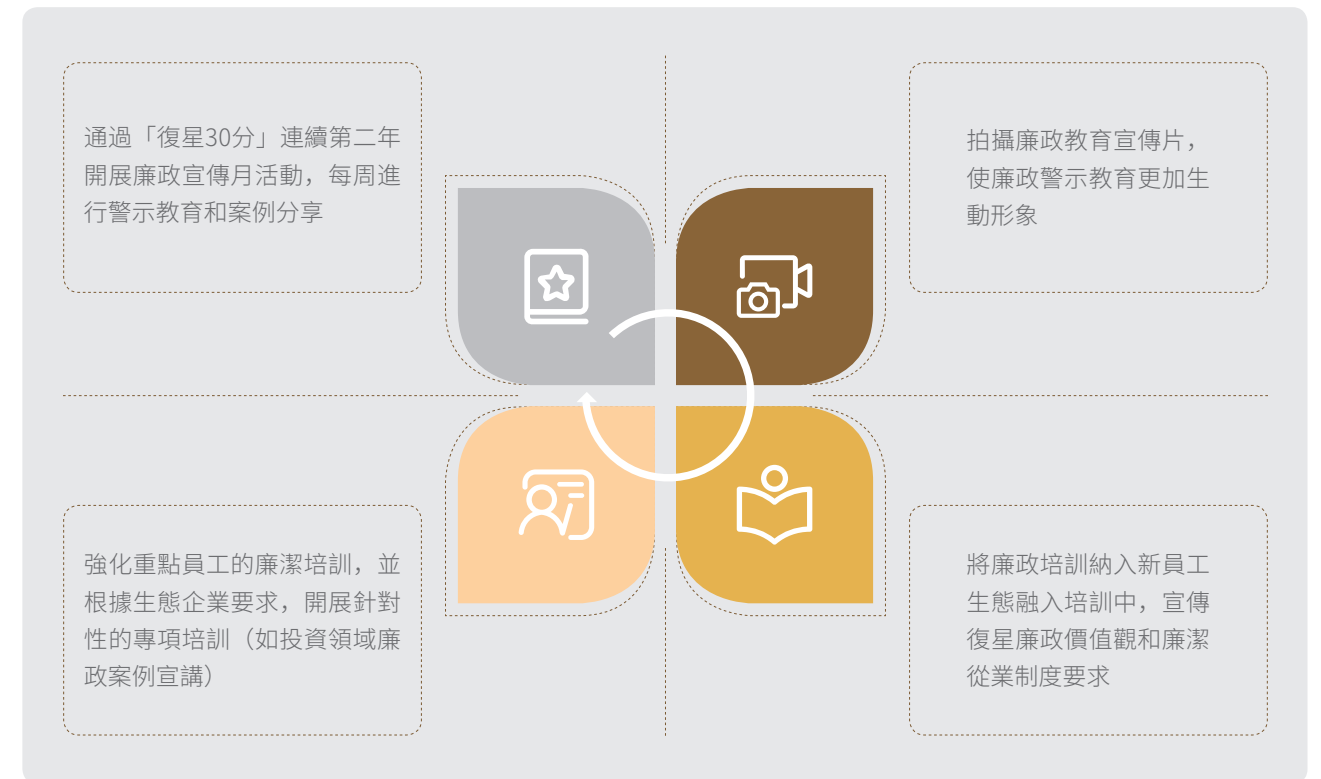 通過「復星30分」連續第二年
開展廉政宣傳月活動，每周進
行警示教育和案例分享
拍攝廉政教育宣傳片，
使廉政警示教育更加生
動形象
強化重點員工的廉潔培訓，並
根據生態企業要求，開展針對
性的專項培訓（如投資領域廉
政案例宣講）
將廉政培訓納入新員工
生態融入培訓中，宣傳
復星廉政價值觀和廉潔
從業制度要求